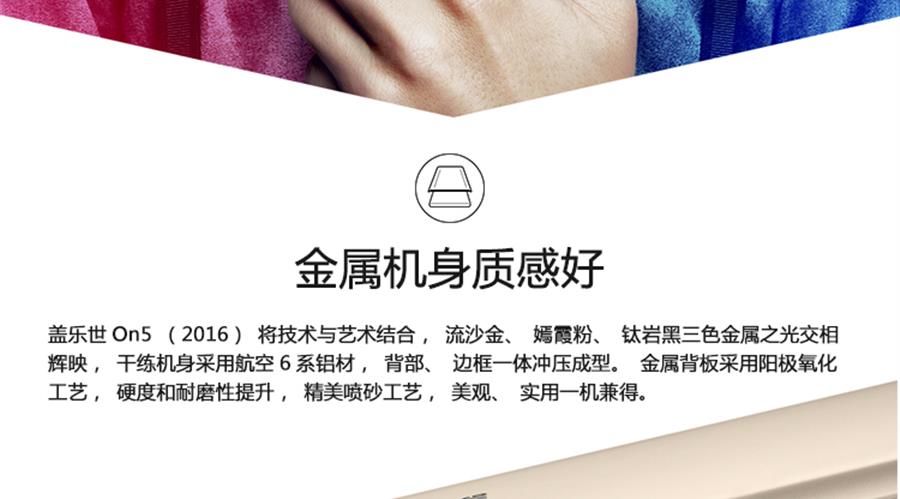 金属机身质感好
盖乐世 On5 （2016） 将技术与艺术结合， 流沙金、 嫣霞粉、 钛岩黑三色金属之光交相
辉映， 干练机身采用航空 6 系铝材， 背部、 边框一体冲压成型。 金属背板采用阳极氧化
工艺， 硬度和耐磨性提升， 精美喷砂工艺， 美观、 实用一机兼得。